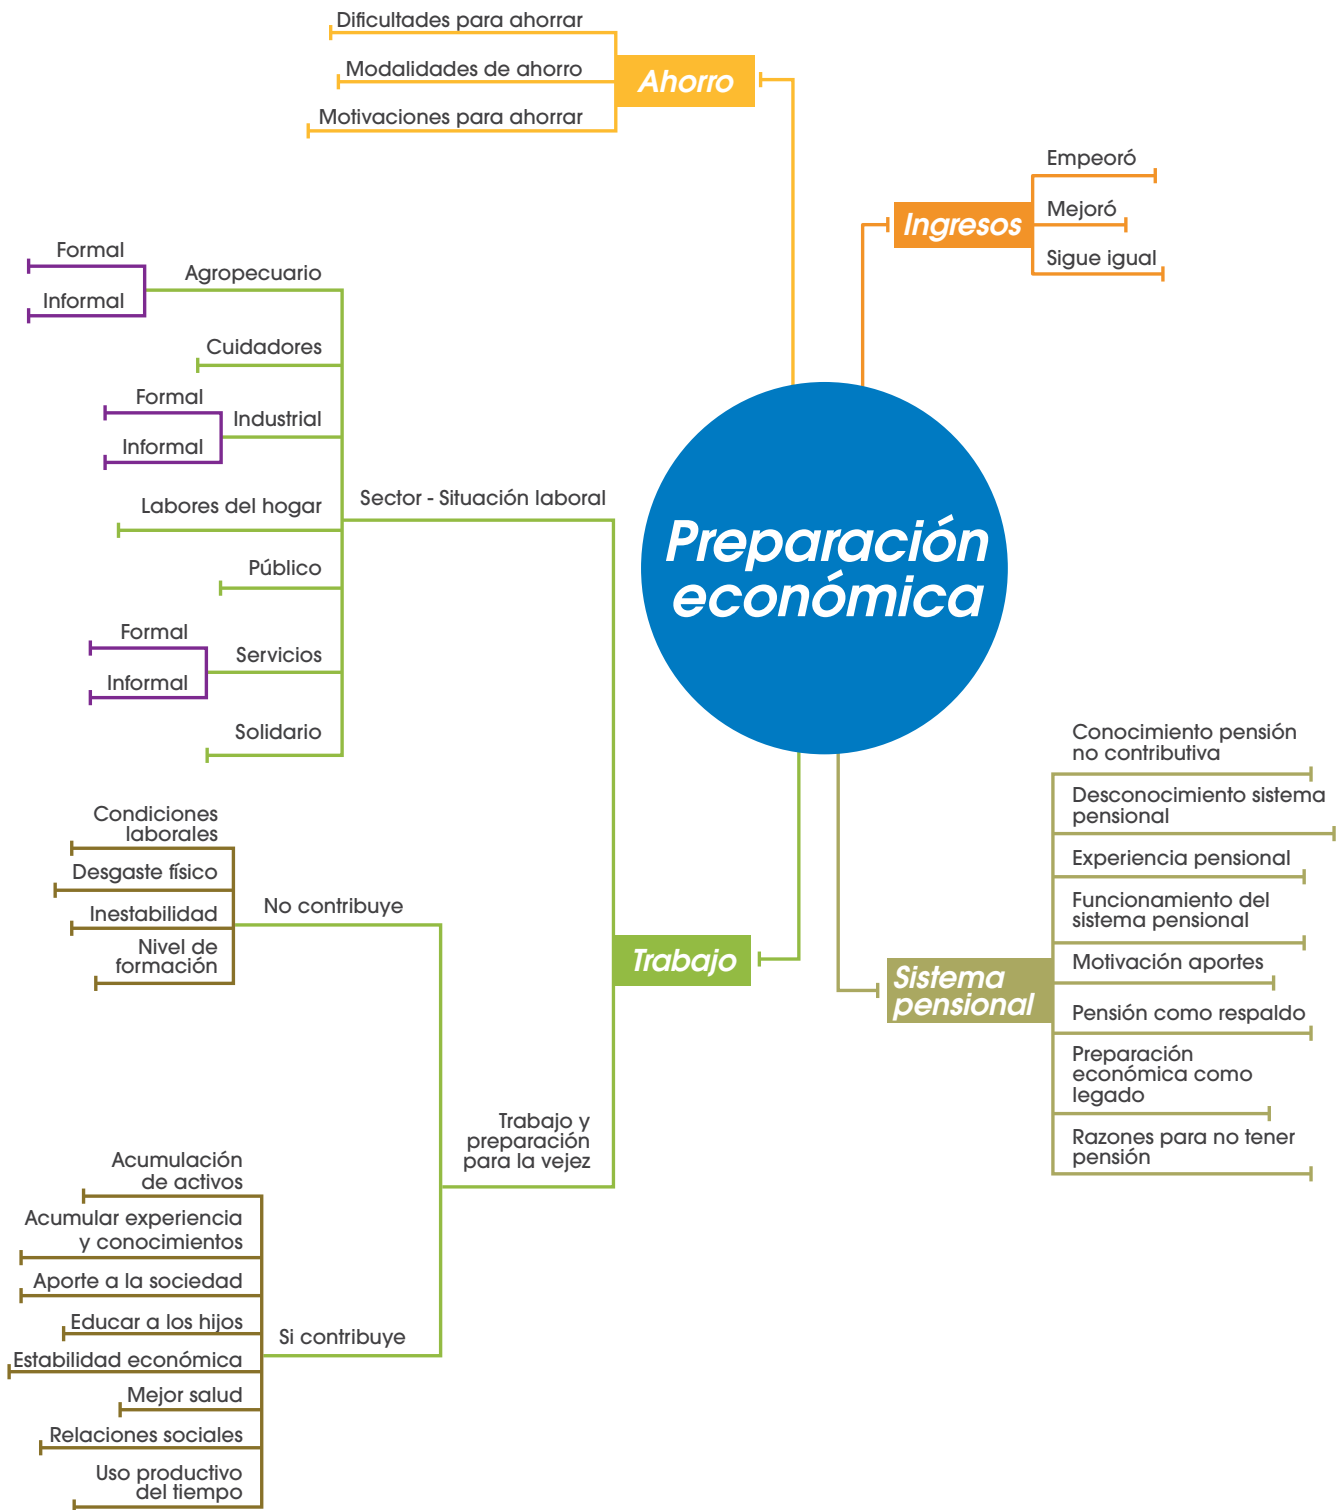 Dificultades para ahorrar
Modalidades de ahorro
Motivaciones para ahorrar
Ahorro
Empeoró
Mejoró
Sigue igual
Ingresos
Formal
Informal
Agropecuario
Cuidadores
Formal
Informal
Industrial
Labores del hogar
Público
Formal
Informal
Servicios
Solidario
Sector - Situación laboral
Preparación
económica
Condiciones
laborales
Desgaste físico
Inestabilidad
Nivel de
formación
No contribuye
Trabajo
Trabajo y
preparación
para la vejez
Acumulación
de activos
Acumular experiencia
y conocimientos
Aporte a la sociedad
Educar a los hijos
Estabilidad económica
Mejor salud
Relaciones sociales
Uso productivo
del tiempo
Si contribuye
Sistema
pensional
Conocimiento pensión
no contributiva
Desconocimiento sistema
pensional
Experiencia pensional
Funcionamiento del
sistema pensional
Motivación aportes
Pensión como respaldo
Preparación
económica como
legado
Razones para no tener
pensión